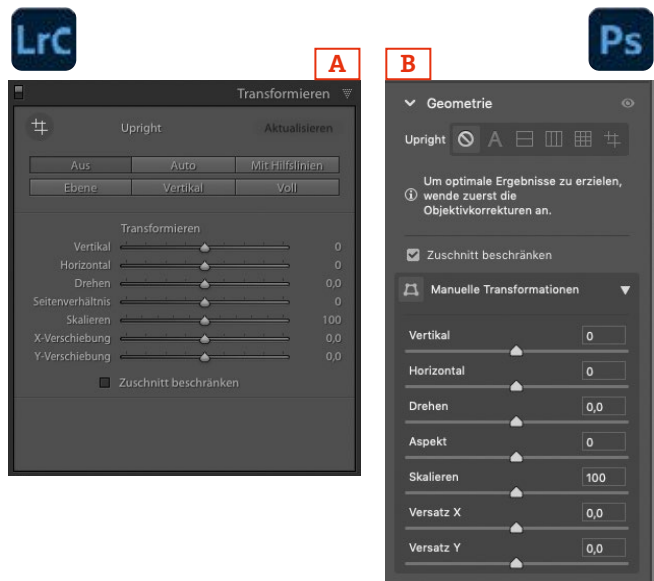 LrC
Ps
A
B
Transformieren
Upright
Aktualisieren
Aus Auto Mit Hilfslinien
Ebene Vertikal Voll
Transformieren
Vertikal 0
Horizontal 0
Drehen 0,0
Seitenverhältnis 0
Skalieren 100
X-Verschiebung 0,0
Y-Verschiebung 0,0
Zuschnitt beschränken
Geometrie
Upright A
Um optimale Ergebnisse zu erzielen,
wende zuerst die
Objektivkorrekturen an.
Zuschnitt beschränken
Manuelle Transformationen
Vertikal 0
Horizontal 0
Drehen 0,0
Aspekt 0
Skalieren 100
Versatz X 0,0
Versatz Y 0,0